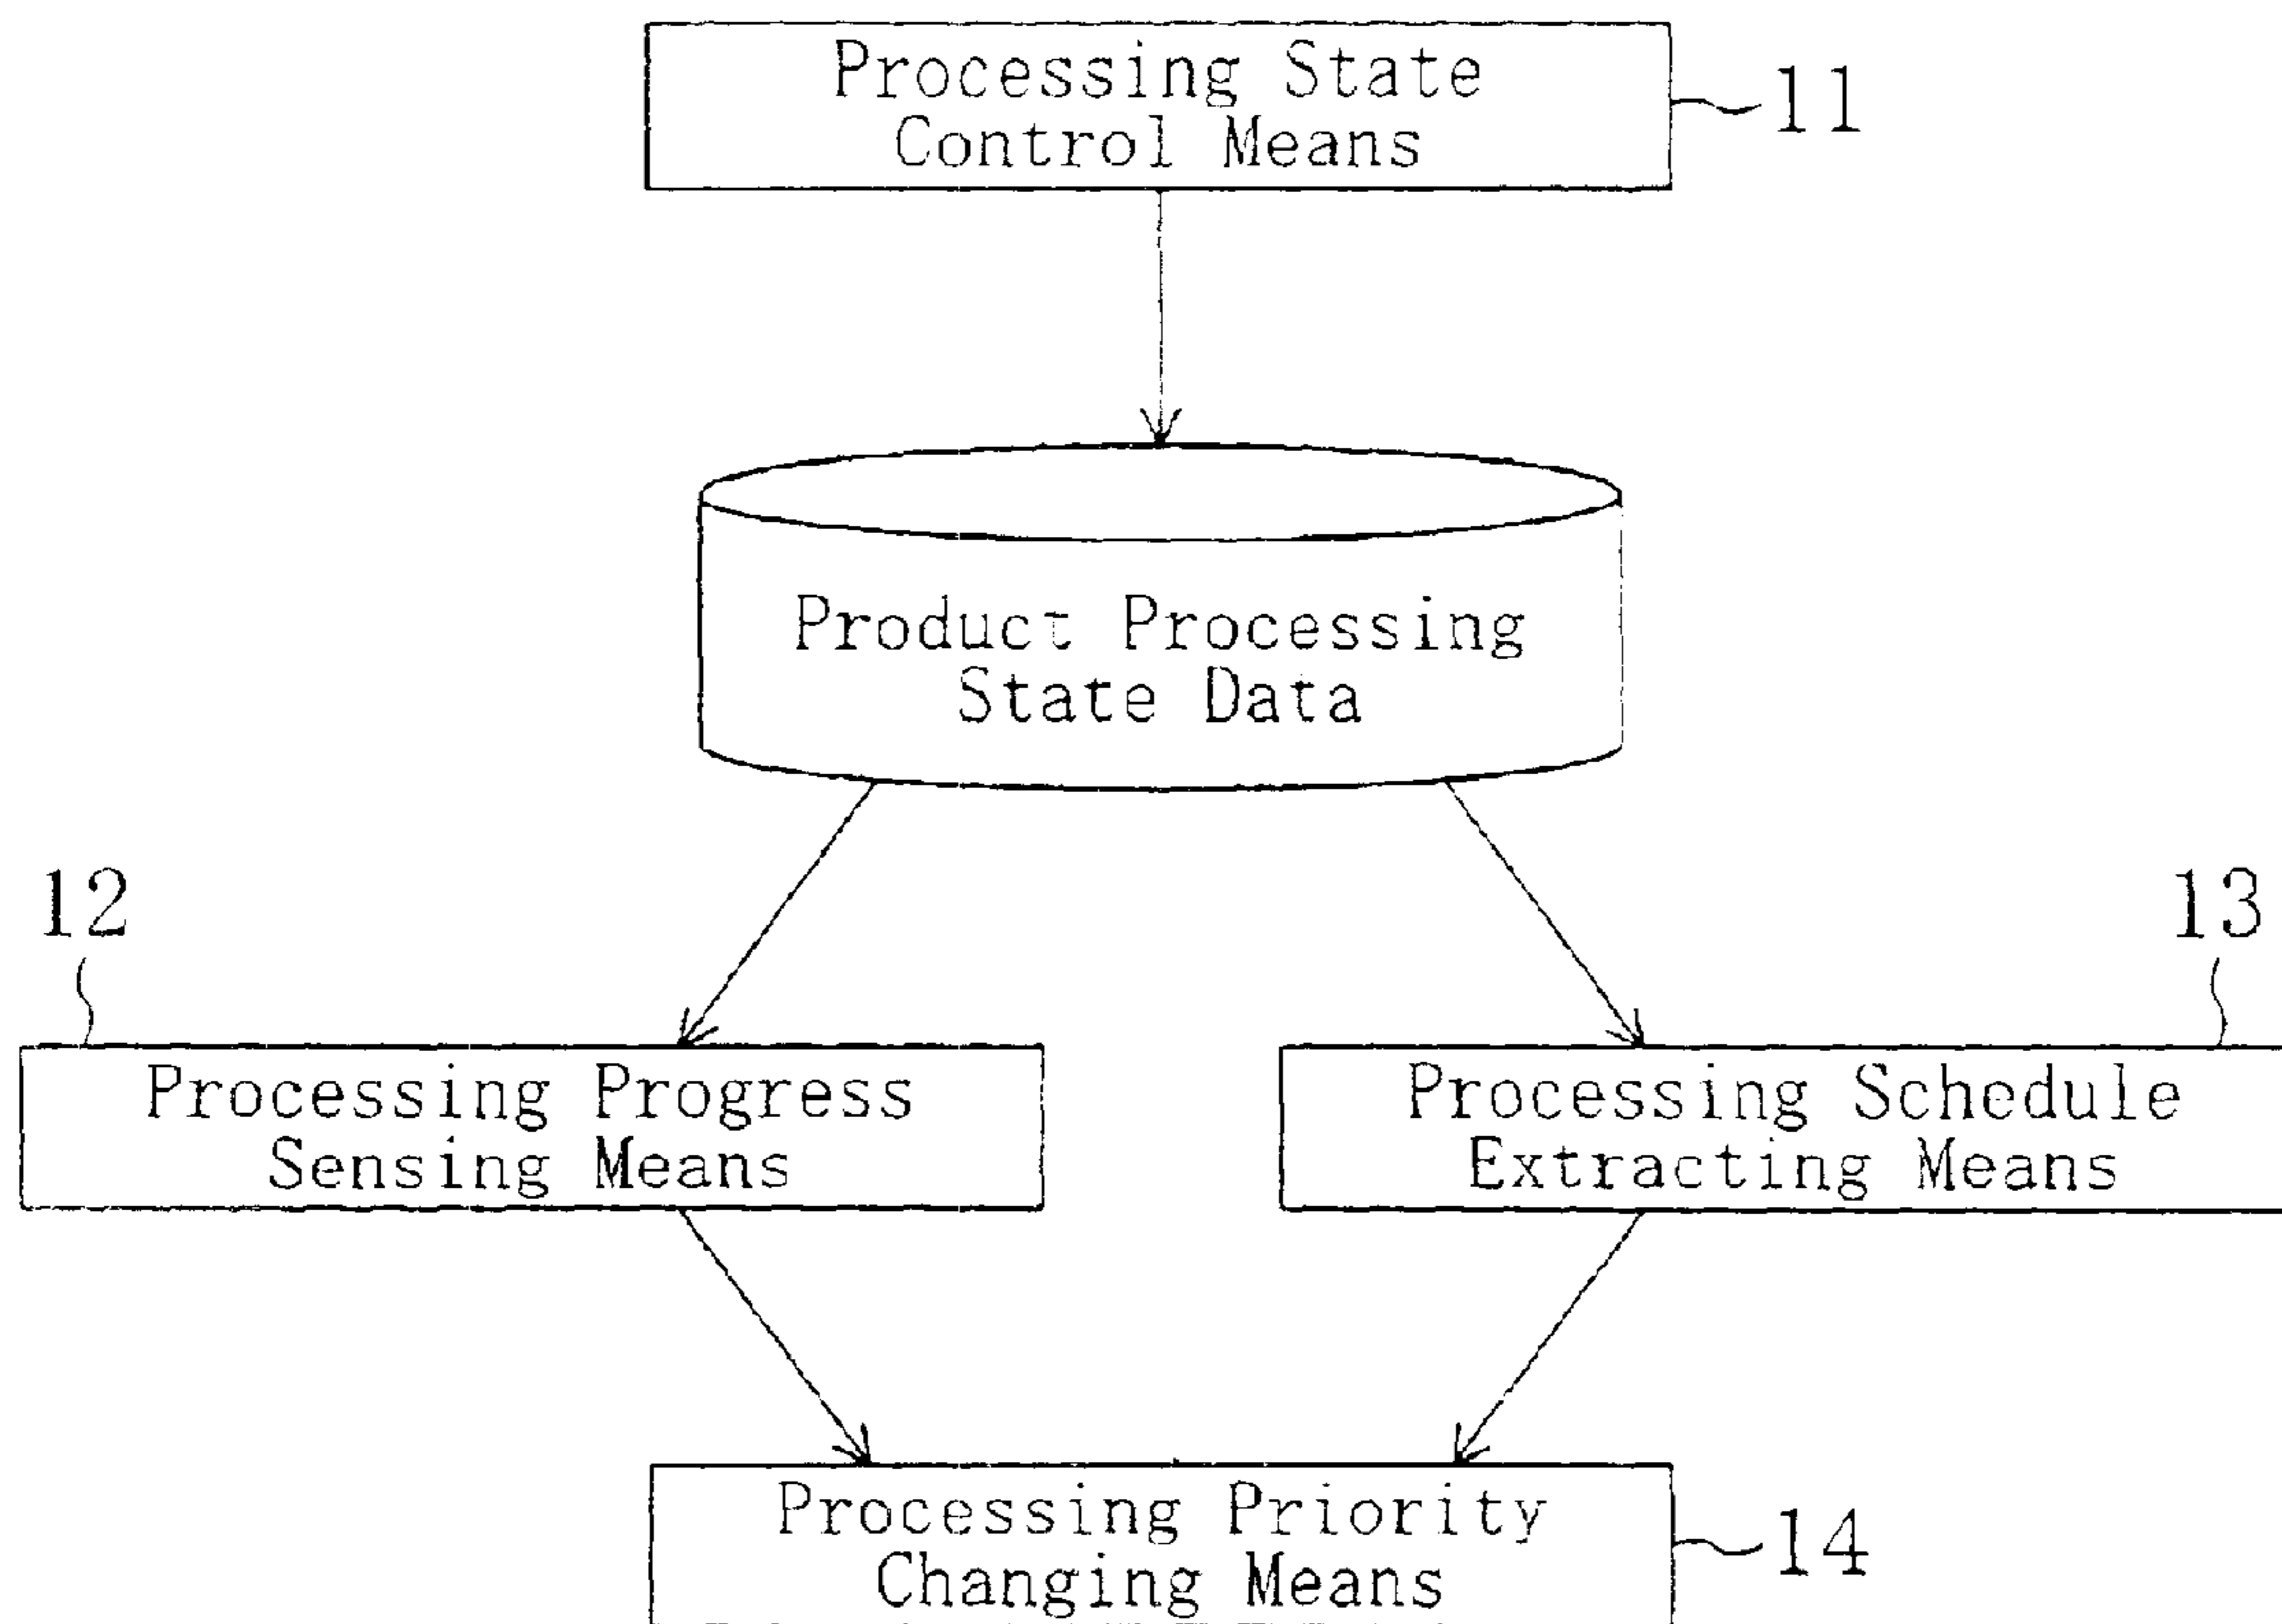 Processing State
Control Means
11
Product Processing
State Data
12
13
Processing Progress
Sensing Means
Processing Schedule
Extracting Means
Processing Priority
Changing Means
14